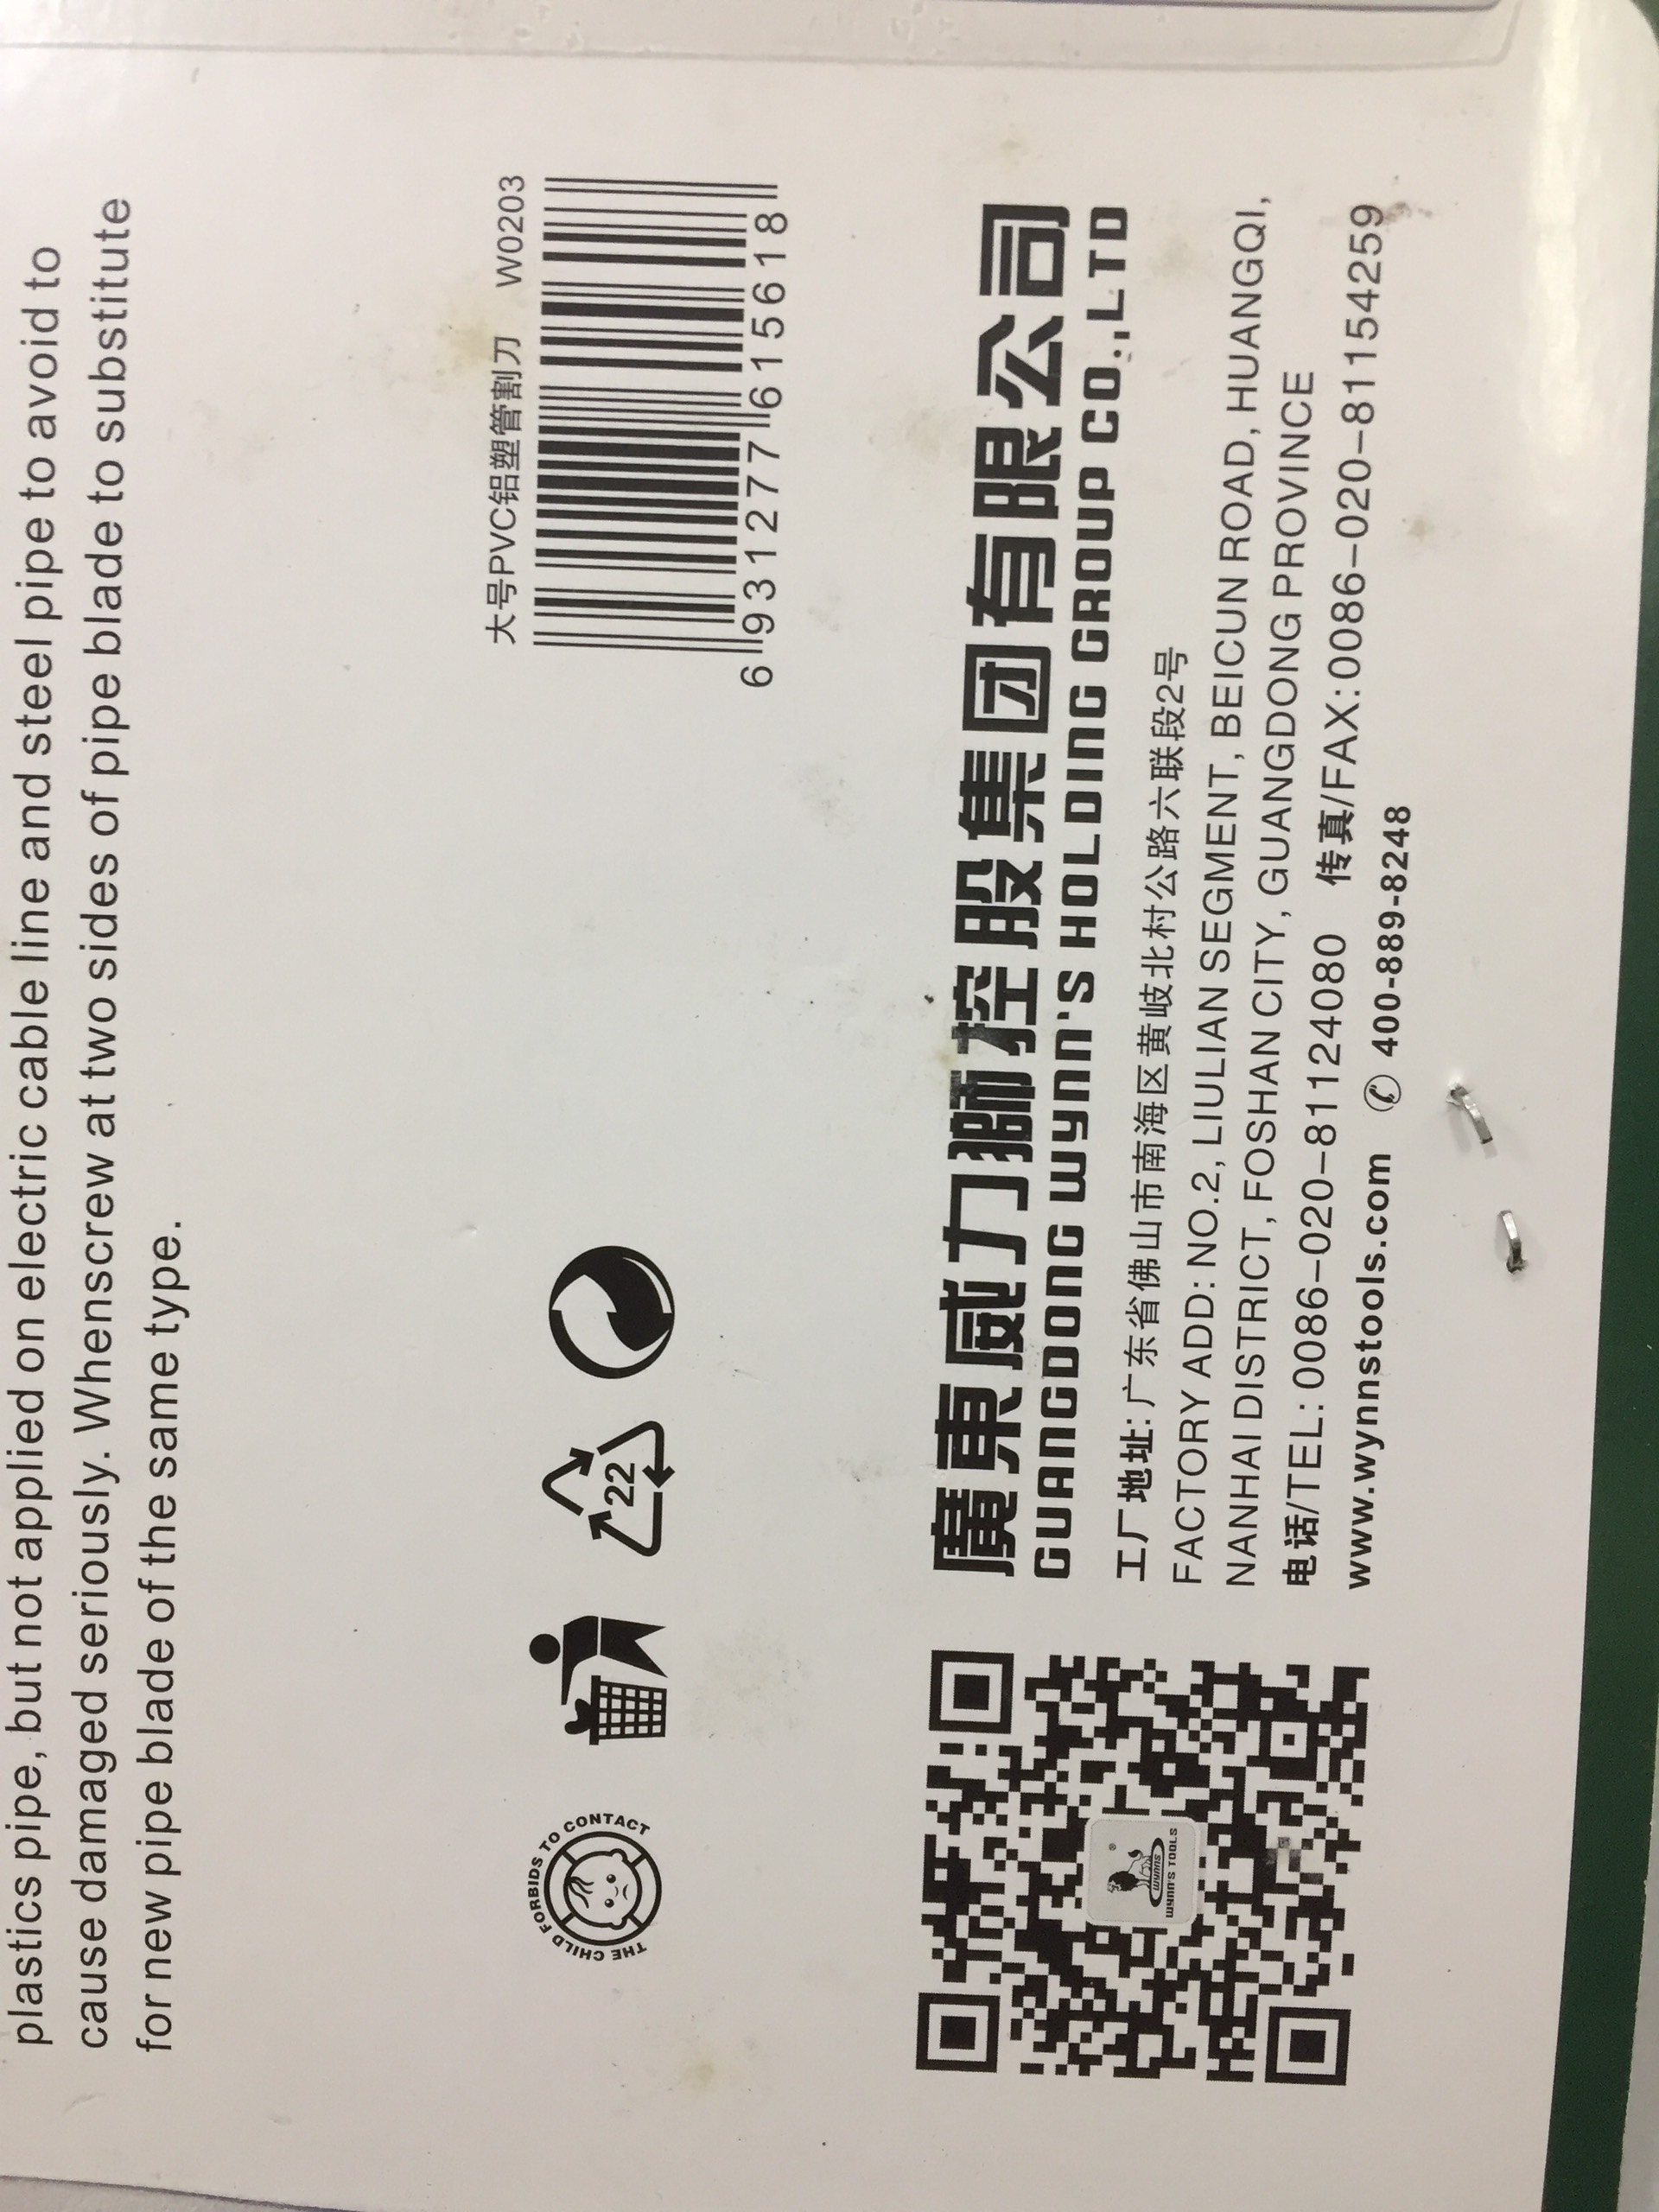 plastics pipe, but not applied on electric cable line and steel pipe to avoid to
cause damaged seriously. Whenscrew at two sides of pipe blade to substitute
for new pipe blade of the same type.
大号PVC铝塑管割刀 W0203
6 931277 615618
THE CHILD FORBIDS TO CONTACT
22
廣東威力獅控股集团有限公司
GUANGDONG WYNN'S HOLDING GROUP CO.,LTD
工厂地址: 广东省佛山市南海区黄岐北村公路六联段2号
FACTORY ADD: NO.2, LIULIAN SEGMENT, BEICUN ROAD, HUANGQI,
NANHAI DISTRICT, FOSHAN CITY, GUANGDONG PROVINCE
电话/TEL: 0086-020-81124080 传真/FAX:0086-020-81154259
www.wynnstools.com ✆ 400-889-8248
®
WYNNS
WYNN'S TOOLS